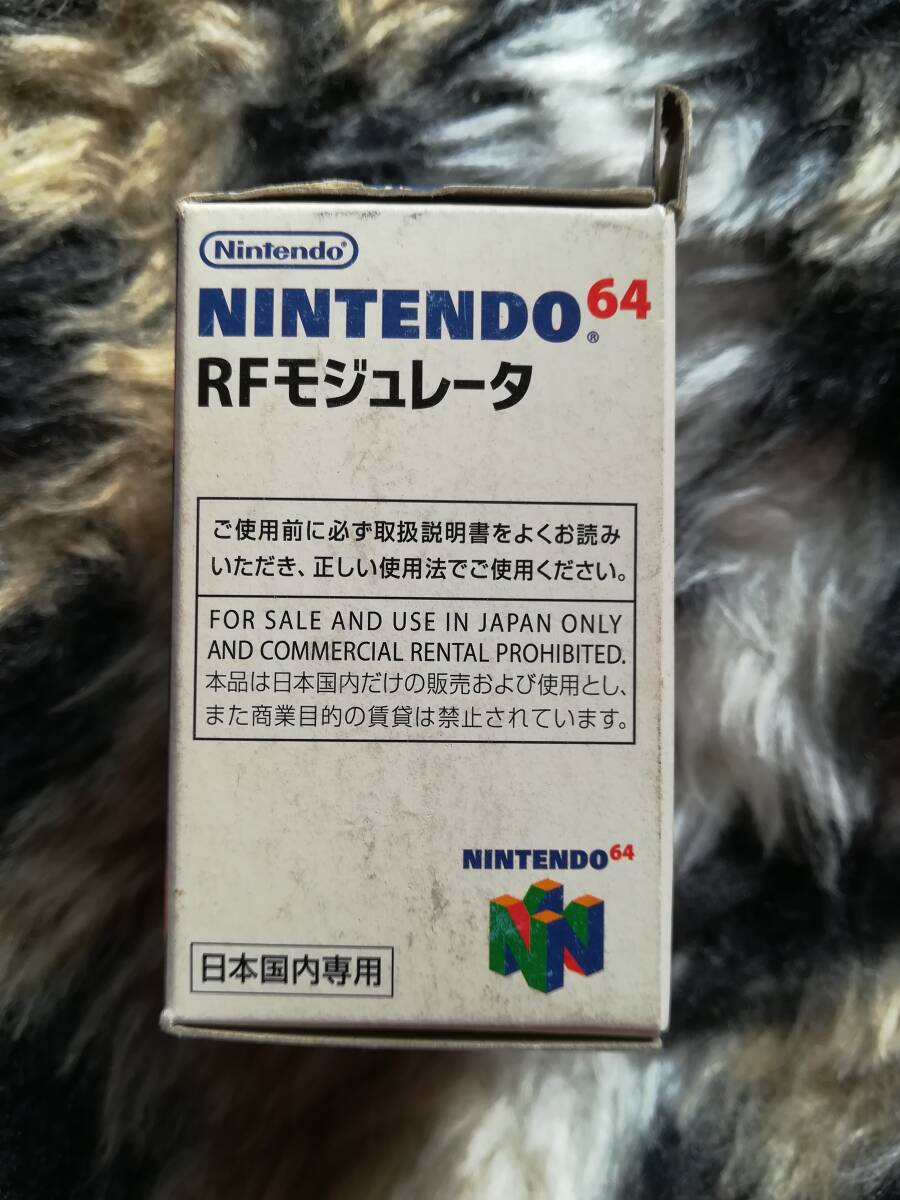 Nintendo®
NINTENDO64®
RFモジュレータ
ご使用前に必ず取扱説明書をよくお読み
いただき、正しい使用法でご使用ください。
FOR SALE AND USE IN JAPAN ONLY
AND COMMERCIAL RENTAL PROHIBITED.
本品は日本国内だけの販売および使用とし、
また商業目的の賃貸は禁止されています。
NINTENDO64
日本国内専用